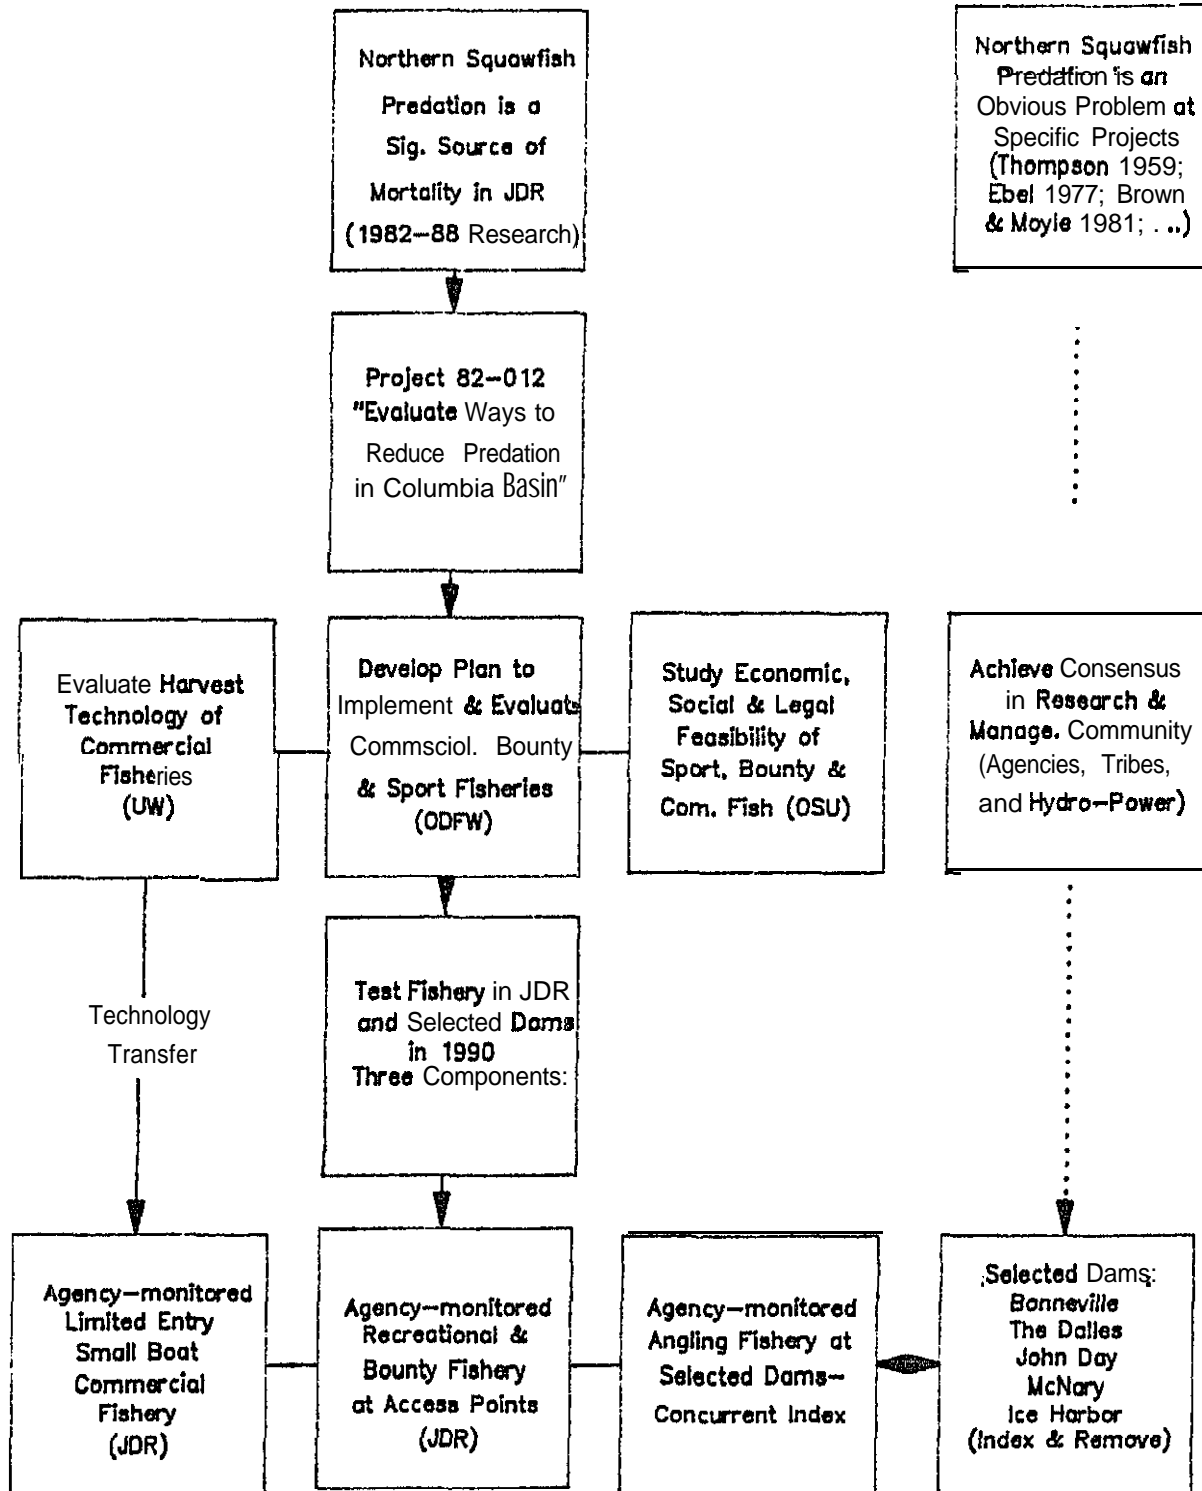 Northern Squawfish
Predation is a
Sig. Source of
Mortality in JDR
(1982-88 Research)
Northern Squawfish
Predation is an
Obvious Problem at
Specific Projects
(Thompson 1959;
Ebel 1977; Brown
& Moyle 1981; ...)
Project 82-012
"Evaluate Ways to
Reduce Predation
in Columbia Basin"
Evaluate Harvest
Technology of
Commercial
Fisheries
(UW)
Develop Plan to
Implement & Evaluats
Commsciol. Bounty
& Sport Fisheries
(ODFW)
Study Economic,
Social & Legal
Feasibility of
Sport, Bounty &
Com. Fish (OSU)
Achieve Consensus
in Research &
Manage. Community
(Agencies, Tribes,
and Hydro-Power)
Technology
Transfer
Test Fishery in JDR
and Selected Dams
in 1990
Three Components:
Agency-monitored
Limited Entry
Small Boat
Commercial
Fishery
(JDR)
Agency-monitored
Recreational &
Bounty Fishery
at Access Points
(JDR)
Agency-monitored
Angling Fishery at
Selected Dams-
Concurrent Index
Selected Dams:
Bonneville
The Dalles
John Day
McNary
Ice Harbor
(Index & Remove)